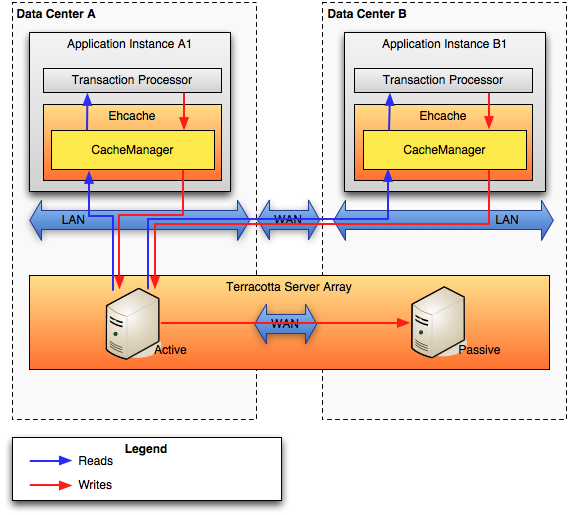 Data Center A
Data Center B
Application Instance A1
Application Instance B1
Transaction Processor
Transaction Processor
Ehcache
Ehcache
CacheManager
CacheManager
LAN
WAN
LAN
Terracotta Server Array
WAN
Active
Passive
Legend
Reads
Writes